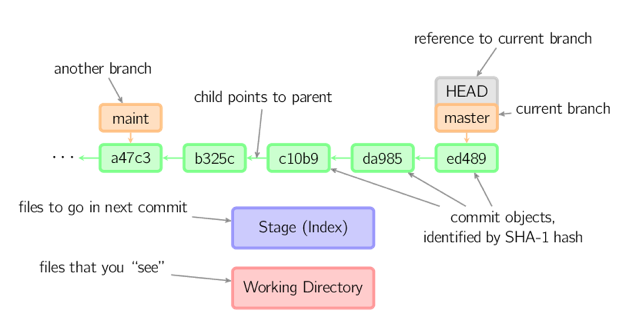 reference to current branch
another branch
HEAD
child points to parent
maint
master
current branch
· · ·
a47c3
b325c
c10b9
da985
ed489
files to go in next commit
Stage (Index)
commit objects,
identified by SHA-1 hash
files that you “see”
Working Directory